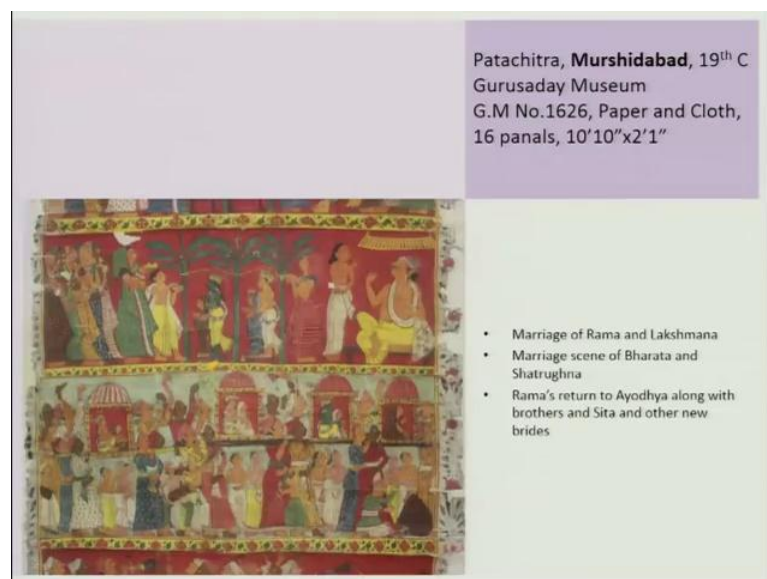 Patachitra, Murshidabad, 19th C
Gurusaday Museum
G.M No.1626, Paper and Cloth,
16 panals, 10’10”x2’1”
• Marriage of Rama and Lakshmana
• Marriage scene of Bharata and
Shatrughna
• Rama’s return to Ayodhya along with
brothers and Sita and other new
brides